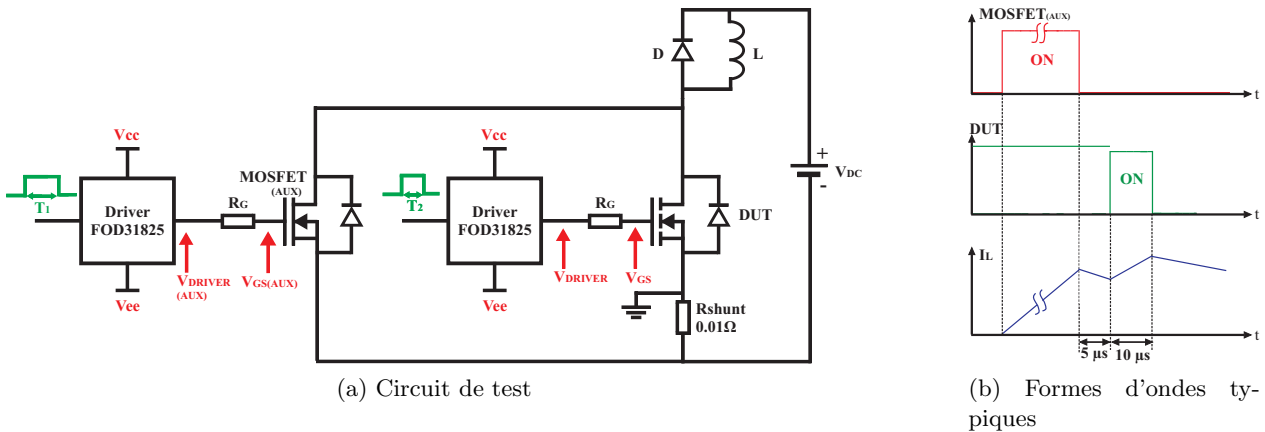 D
L
Vcc
Vcc
+
VDC
-
MOSFET
(AUX)
T1
Driver
FOD31825
RG
T2
Driver
FOD31825
RG
DUT
VDRIVER
(AUX)
VGS(AUX)
VDRIVER
VGS
Vee
Vee
Rshunt
0.01Ω
(a) Circuit de test
MOSFET(AUX)
ON
t
DUT
ON
t
IL
t
5 µs
10 µs
(b) Formes d'ondes ty-
piques